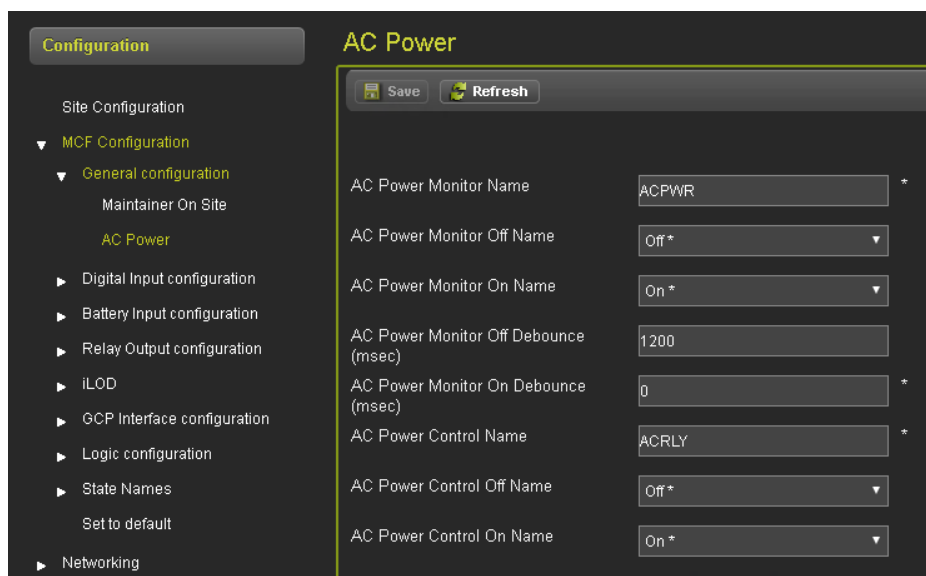 Configuration
Site Configuration
MCF Configuration
General configuration
Maintainer On Site
AC Power
Digital Input configuration
Battery Input configuration
Relay Output configuration
iLOD
GCP Interface configuration
Logic configuration
State Names
Set to default
Networking
AC Power
Save Refresh
AC Power Monitor Name ACPWR *
AC Power Monitor Off Name Off *
AC Power Monitor On Name On *
AC Power Monitor Off Debounce
(msec) 1200
AC Power Monitor On Debounce
(msec) 0 *
AC Power Control Name ACRLY *
AC Power Control Off Name Off *
AC Power Control On Name On *